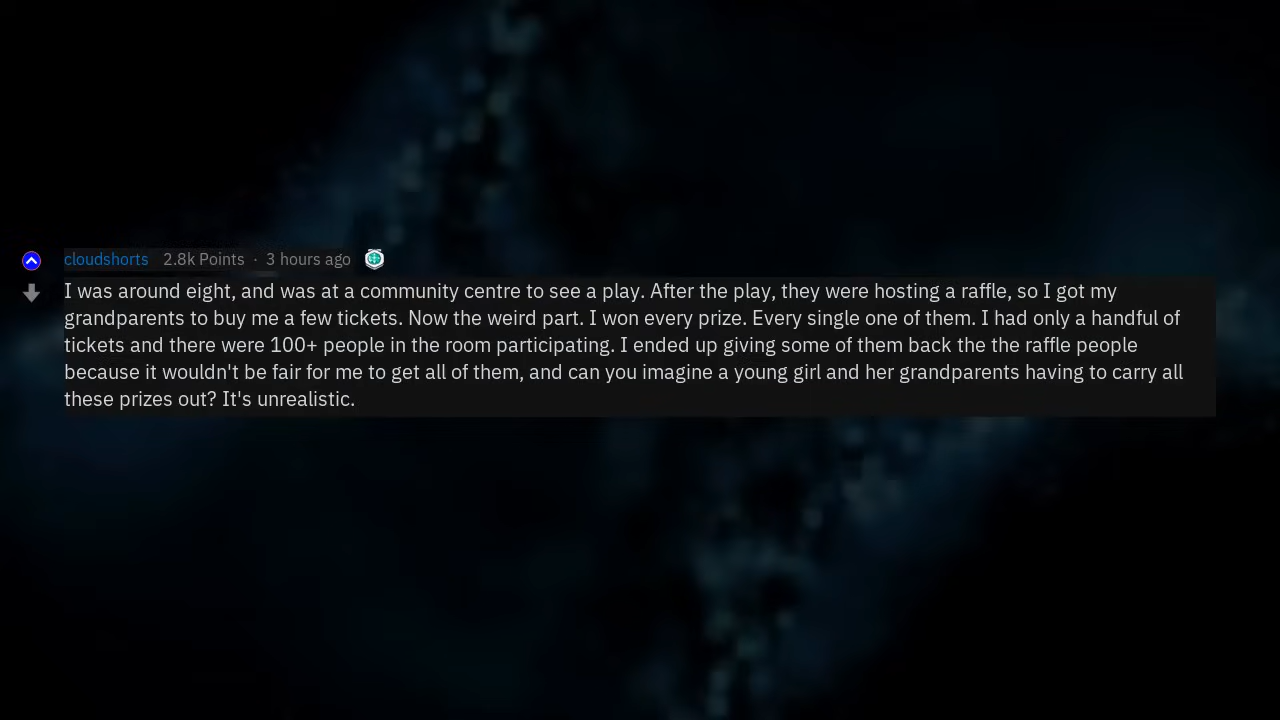 cloudshorts 2.8k Points · 3 hours ago
I was around eight, and was at a community centre to see a play. After the play, they were hosting a raffle, so I got my
grandparents to buy me a few tickets. Now the weird part. I won every prize. Every single one of them. I had only a handful of
tickets and there were 100+ people in the room participating. I ended up giving some of them back the the raffle people
because it wouldn't be fair for me to get all of them, and can you imagine a young girl and her grandparents having to carry all
these prizes out? It's unrealistic.